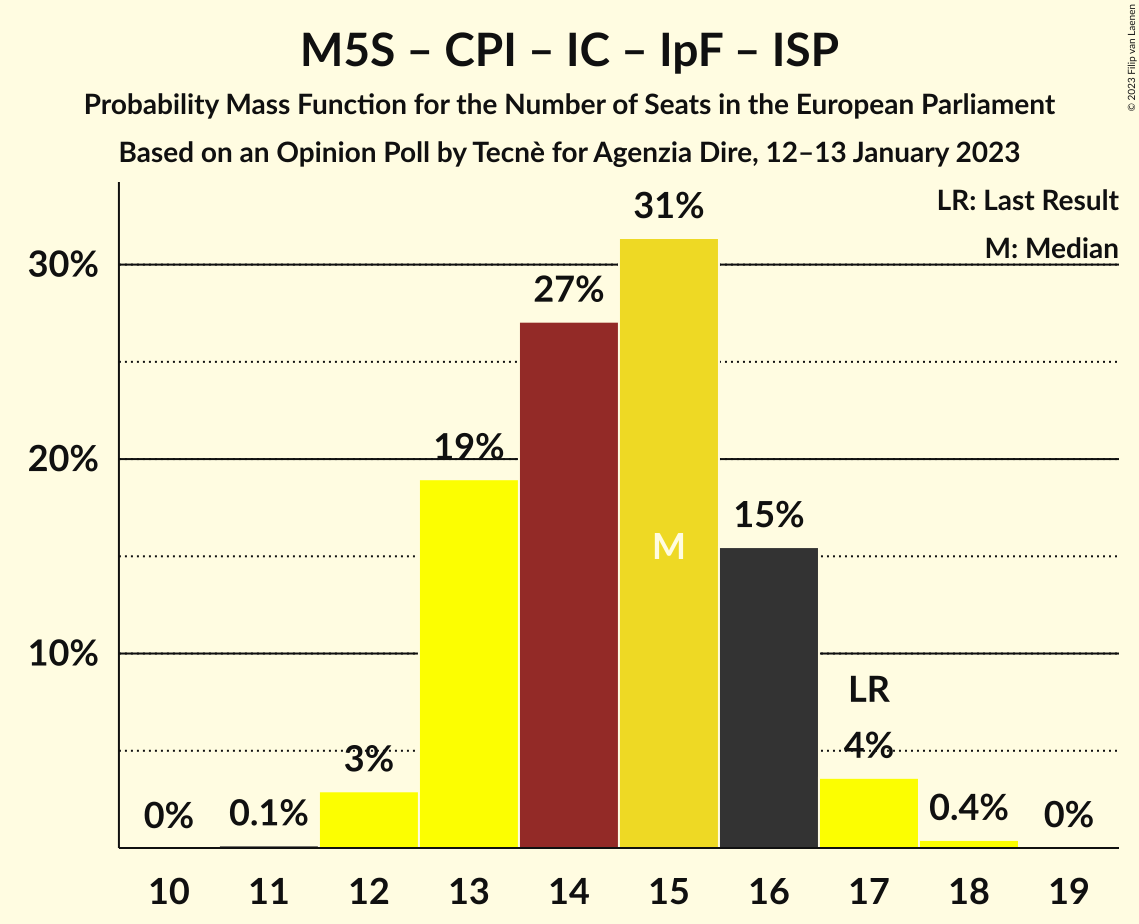 M5S – CPI – IC – IpF – ISP
Probability Mass Function for the Number of Seats in the European Parliament
Based on an Opinion Poll by Tecnè for Agenzia Dire, 12–13 January 2023
© 2023 Filip van Laenen
LR: Last Result
M: Median
30%
20%
10%
0%
0.1%
3%
19%
27%
31%
M
15%
LR
4%
0.4%
0%
10 11 12 13 14 15 16 17 18 19